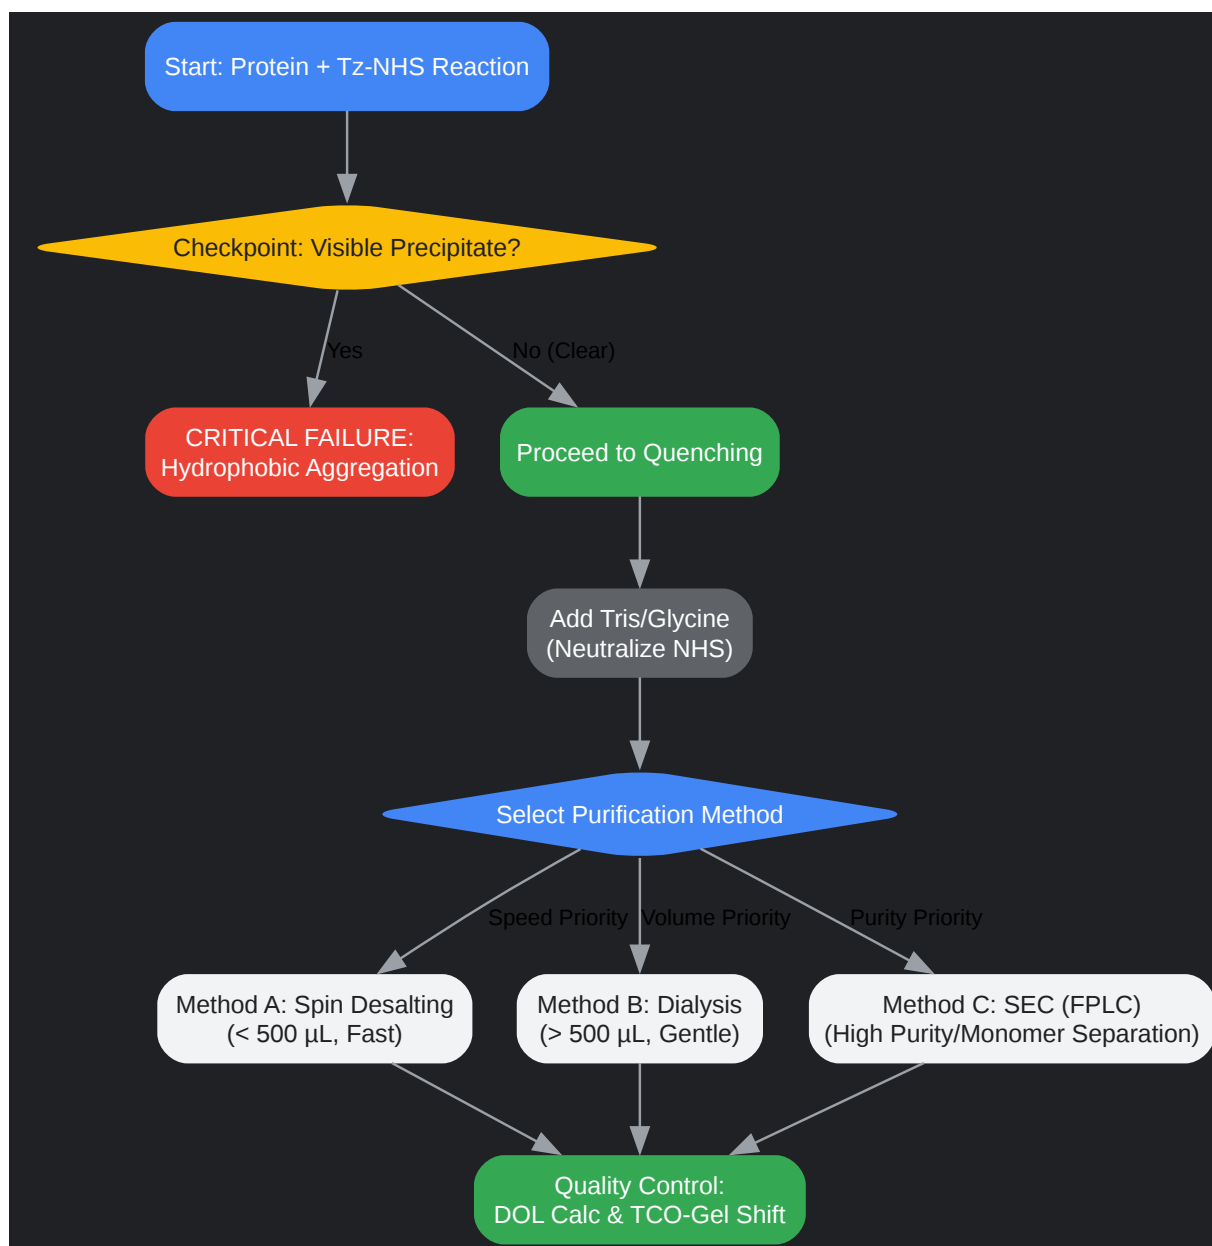 Start: Protein + Tz-NHS Reaction
Checkpoint: Visible Precipitate?
Yes
No (Clear)
CRITICAL FAILURE:
Hydrophobic Aggregation
Proceed to Quenching
Add Tris/Glycine
(Neutralize NHS)
Select Purification Method
Speed Priority
Volume Priority
Purity Priority
Method A: Spin Desalting
(< 500 µL, Fast)
Method B: Dialysis
(> 500 µL, Gentle)
Method C: SEC (FPLC)
(High Purity/Monomer Separation)
Quality Control:
DOL Calc & TCO-Gel Shift